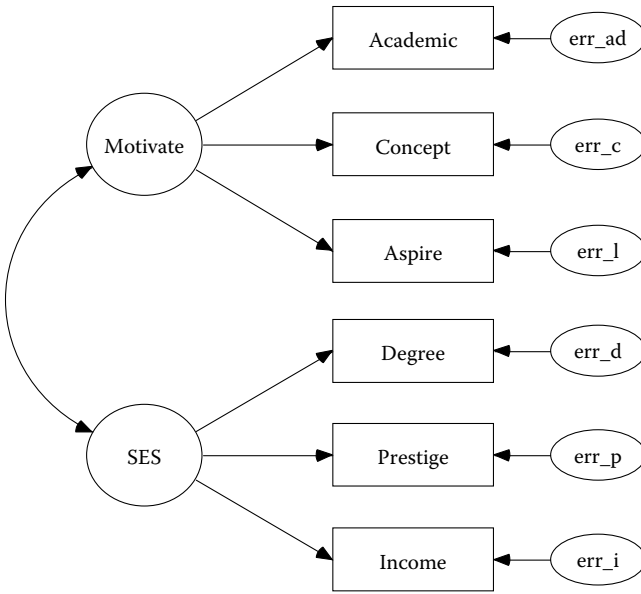 Academic
err_ad
Motivate
Concept
err_c
Aspire
err_l
Degree
err_d
SES
Prestige
err_p
Income
err_i